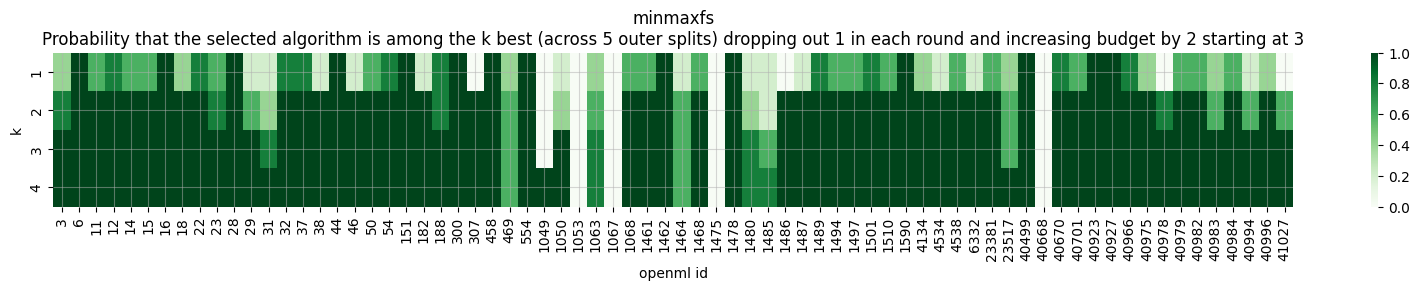 minmaxfs
Probability that the selected algorithm is among the k best (across 5 outer splits) dropping out 1 in each round and increasing budget by 2 starting at 3
k
1
2
3
4
3 6 11 12 14 15 16 18 22 23 28 29 31 32 37 38 44 46 50 54 151 182 188 300 307 458 469 554 1049 1050 1053 1063 1067 1068 1461 1462 1464 1468 1475 1478 1480 1485 1486 1487 1489 1494 1497 1501 1510 1590 4134 4534 4538 6332 23381 23517 40499 40668 40670 40701 40923 40927 40966 40975 40978 40979 40982 40983 40984 40994 40996 41027
openml id
1.0
0.8
0.6
0.4
0.2
0.0